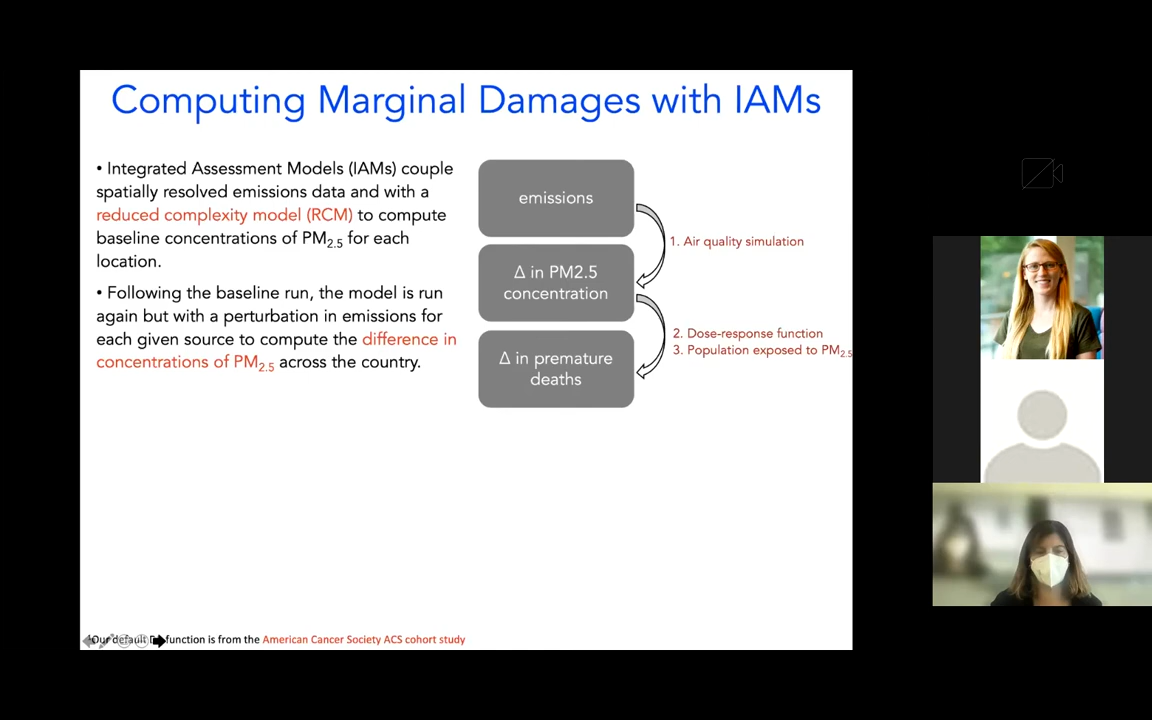 Computing Marginal Damages with IAMs
• Integrated Assessment Models (IAMs) couple
spatially resolved emissions data and with a
reduced complexity model (RCM) to compute
baseline concentrations of PM2.5 for each
location.
• Following the baseline run, the model is run
again but with a perturbation in emissions for
each given source to compute the difference in
concentrations of PM2.5 across the country.
emissions
1. Air quality simulation
Δ in PM2.5
concentration
2. Dose-response function
3. Population exposed to PM2.5
Δ in premature
deaths
Our default function is from the American Cancer Society ACS cohort study